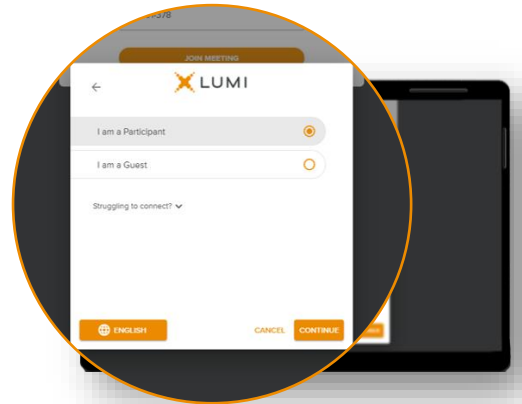 JOIN MEETING
LUMI
I am a Participant
I am a Guest
Struggling to connect?
ENGLISH
CANCEL
CONTINUE